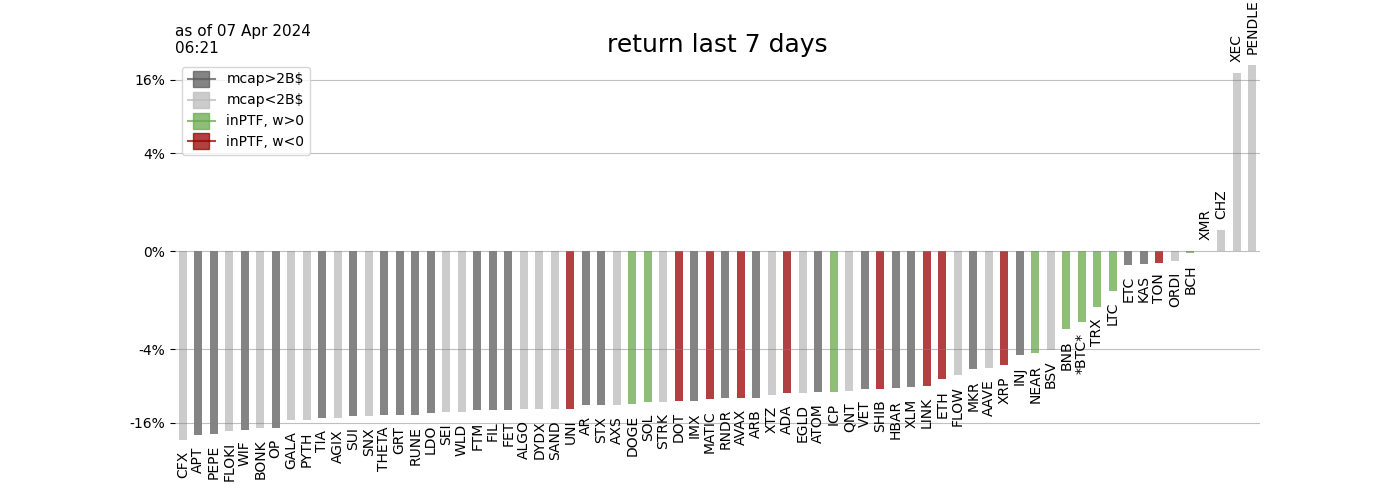 as of 07 Apr 2024
06:21
return last 7 days
mcap>2B$
mcap<2B$
inPTF, w>0
inPTF, w<0
16%
4%
0%
-4%
-16%
CFX
APT
PEPE
FLOKI
WIF
BONK
OP
GALA
PYTH
TIA
AGIX
SUI
SNX
THETA
GRT
RUNE
LDO
SEI
WLD
FTM
FIL
FET
ALGO
DYDX
SAND
UNI
AR
STX
AXS
DOGE
SOL
STRK
DOT
IMX
MATIC
RNDR
AVAX
ARB
XTZ
ADA
EGLD
ATOM
ICP
QNT
VET
SHIB
HBAR
XLM
LINK
ETH
FLOW
MKR
AAVE
XRP
INJ
NEAR
BSV
BNB
*BTC*
TRX
LTC
ETC
KAS
TON
ORDI
BCH
XMR
CHZ
XEC
PENDLE